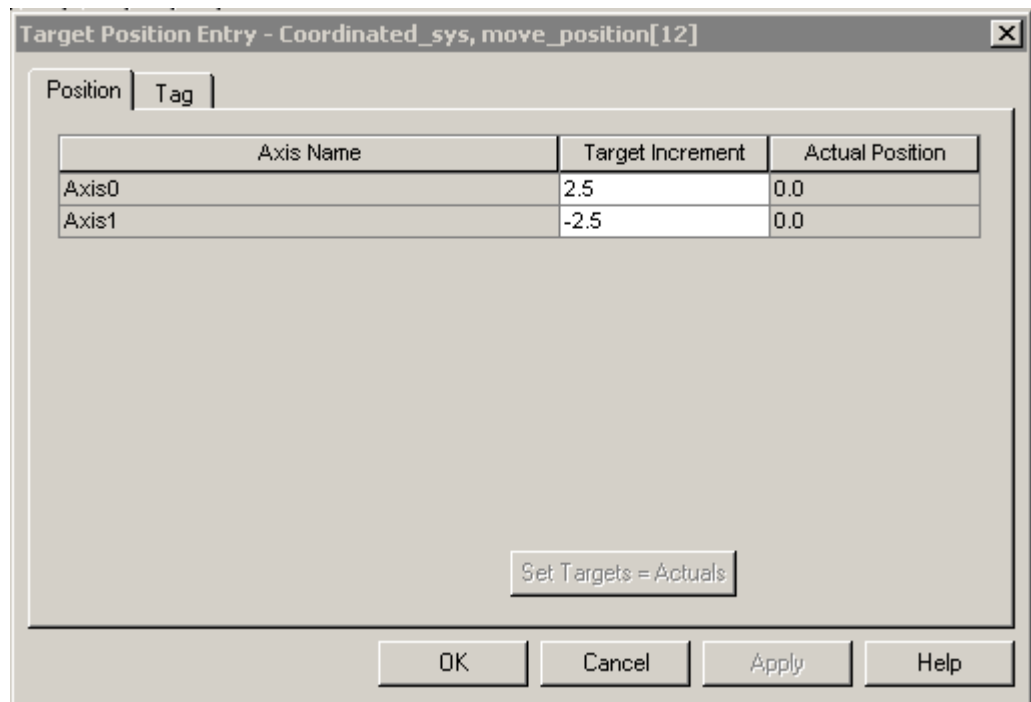 Target Position Entry - Coordinated_sys, move_position[12]
Position Tag
Axis Name Target Increment Actual Position
Axis0 2.5 0.0
Axis1 -2.5 0.0
Set Targets = Actuals
OK Cancel Apply Help